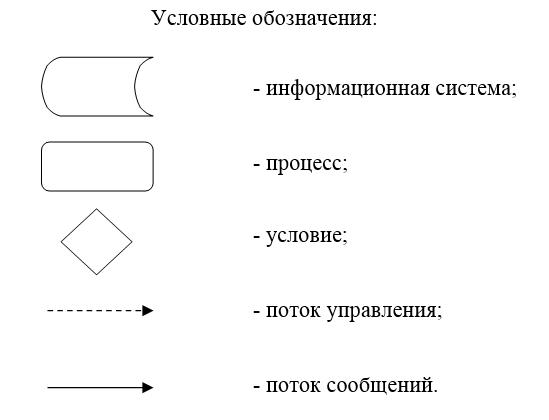 Условные обозначения:
- информационная система;
- процесс;
- условие;
- поток управления;
- поток сообщений.